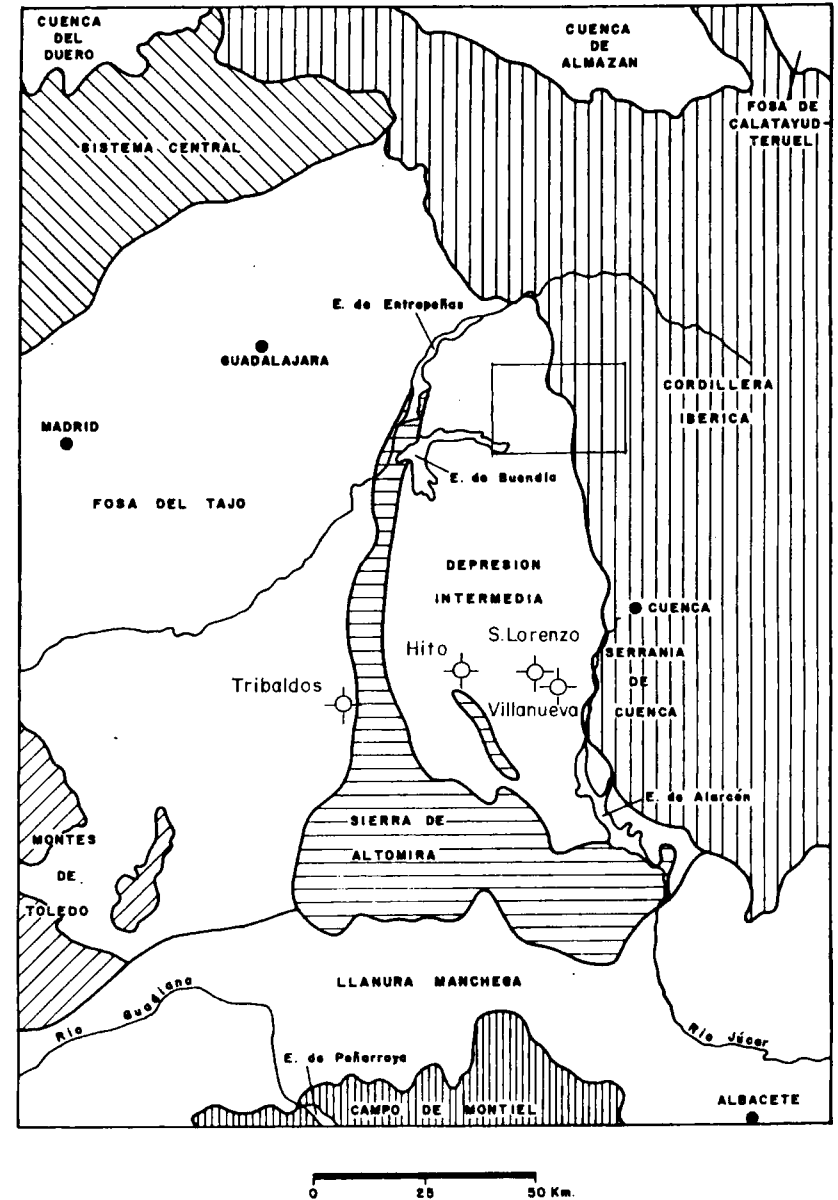 CUENCA
DEL
DUERO
CUENCA
DE
ALMAZAN
FOSA DE
CALATAYUD-
TERUEL
SISTEMA CENTRAL
E. de Entrepeñas
GUADALAJARA
CORDILLERA
IBERICA
MADRID
E. de Buendia
FOSA DEL TAJO
DEPRESION
INTERMEDIA
CUENCA
S. Lorenzo
Hito
SERRANIA
DE
CUENCA
Tribaldos
Villanueva
E. de Alarcón
SIERRA DE
ALTOMIRA
MONTES
DE
TOLEDO
LLANURA MANCHEGA
Río Guadiana
Río Júcar
E. de Peñarroya
CAMPO DE MONTIEL
ALBACETE
0 25 50 Km.